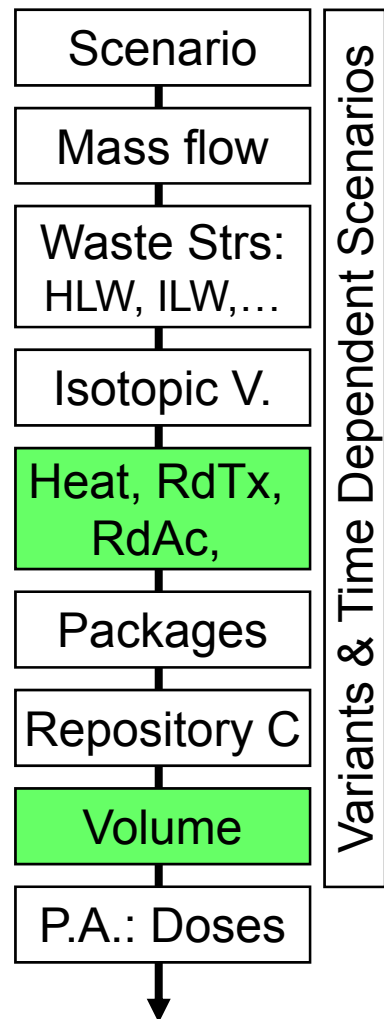 Scenario
Mass flow
Waste Strs:
HLW, ILW,…
Isotopic V.
Heat, RdTx,
RdAc,
Packages
Repository C
Volume
P.A.: Doses
Variants & Time Dependent Scenarios